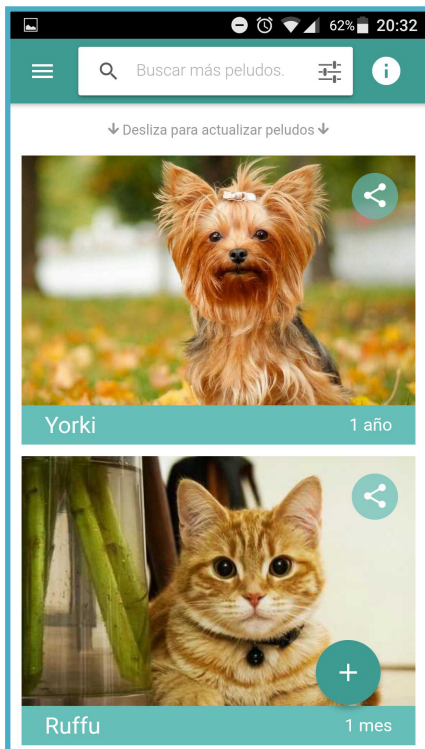 62% 20:32
Buscar más peludos.
Desliza para actualizar peludos
Yorki 1 año
Ruffu 1 mes